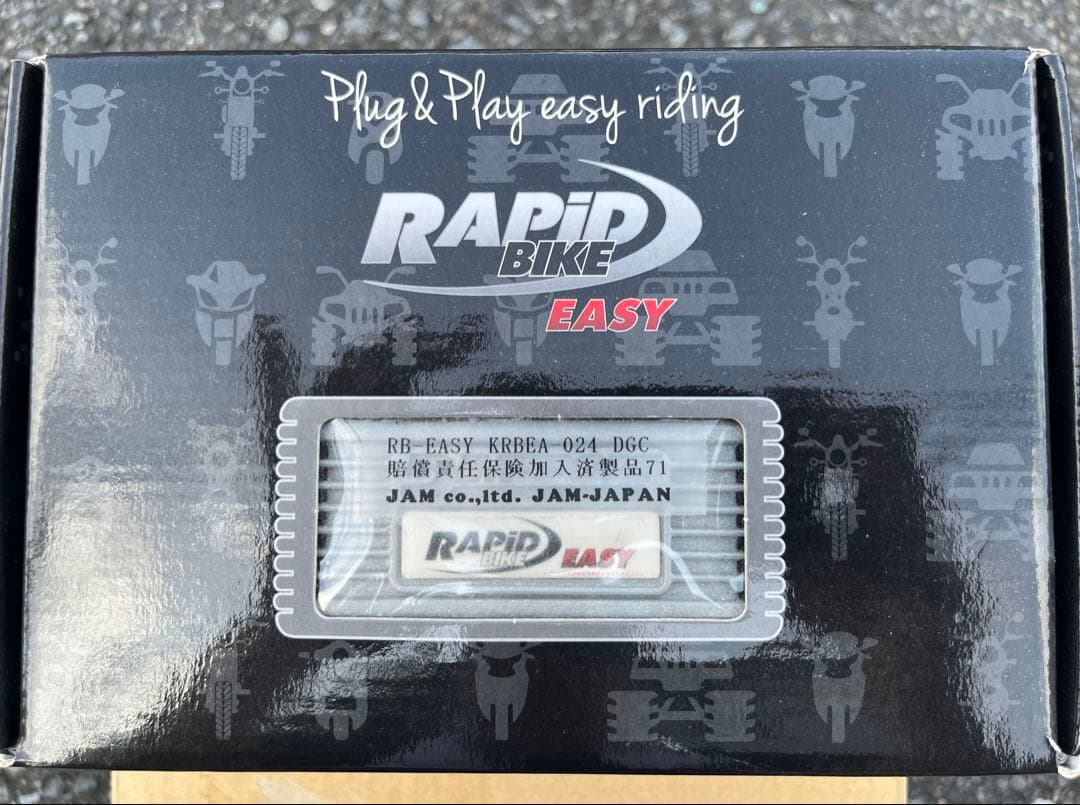 Plug & Play easy riding
RAPiD
BIKE
EASY
RB-EASY KRBEA-024 DGC
賠償責任保険加入済製品71
JAM co.,ltd. JAM-JAPAN
RAPiD
BIKE
EASY